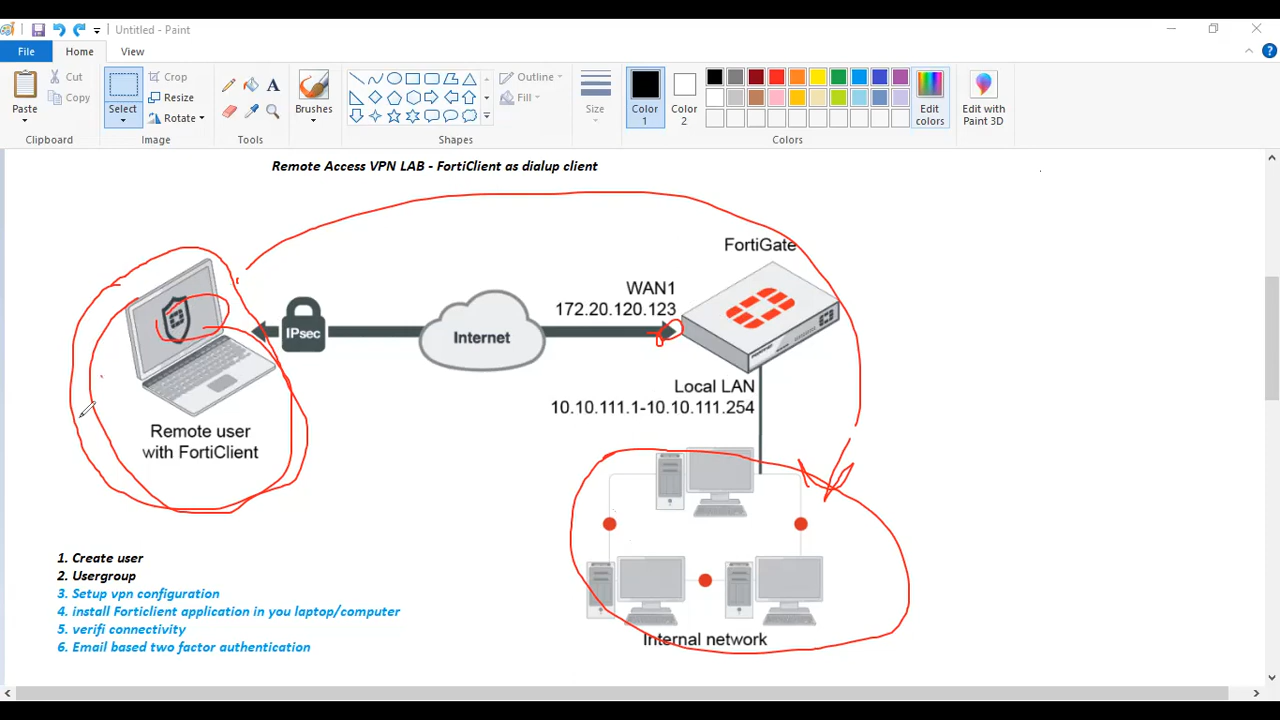 Untitled - Paint
File
Home
View
Paste
Cut
Copy
Clipboard
Select
Crop
Resize
Rotate
Image
Tools
Brushes
Shapes
Outline
Fill
Size
Color
1
Color
2
Edit
colors
Edit with
Paint 3D
Colors
Remote Access VPN LAB - FortiClient as dialup client
FortiGate
WAN1
172.20.120.123
IPsec
Internet
Local LAN
10.10.111.1-10.10.111.254
Remote user
with FortiClient
Internal network
1. Create user
2. Usergroup
3. Setup vpn configuration
4. install Forticlient application in you laptop/computer
5. verifi connectivity
6. Email based two factor authentication